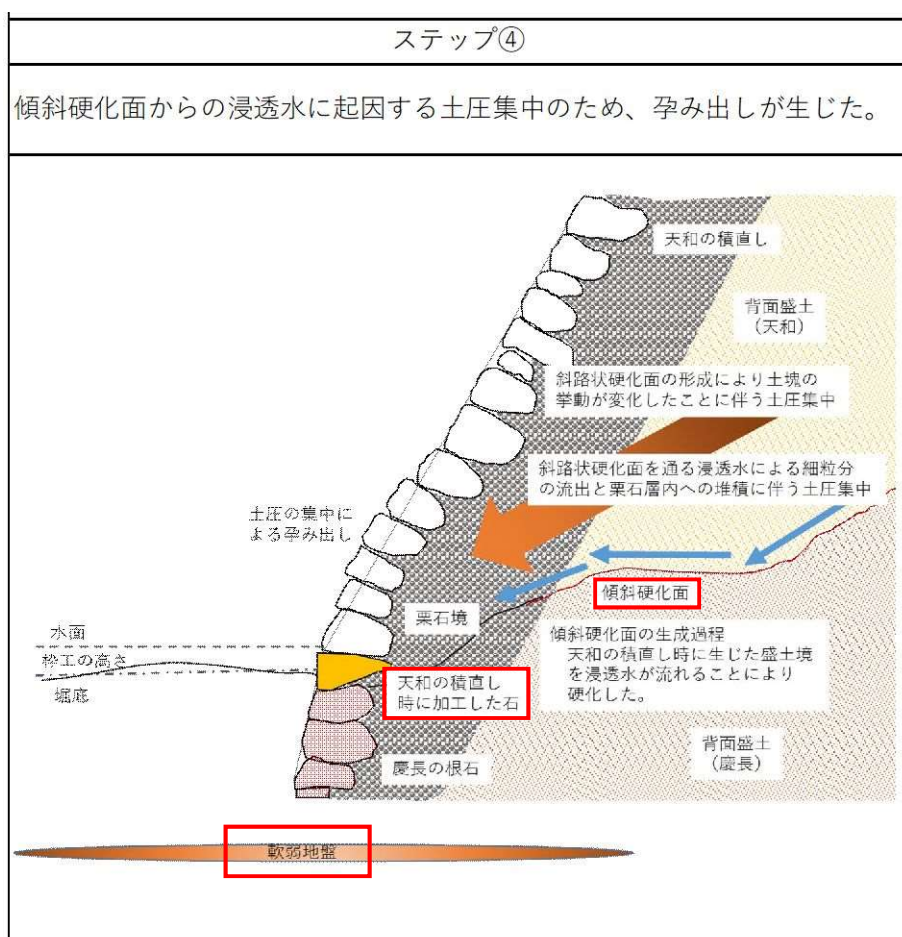 ステップ④
傾斜硬化面からの浸透水に起因する土圧集中のため、孕み出しが生じた。
天和の積直し
背面盛土
（天和）
斜路状硬化面の形成により土塊の
挙動が変化したことに伴う土圧集中
斜路状硬化面を通る浸透水による細粒分
の流出と栗石層内への堆積に伴う土圧集中
土圧の集中に
よる孕み出し
傾斜硬化面
栗石境
水面
枠工の高さ
堀底
傾斜硬化面の生成過程
天和の積直し時に生じた盛土境
を浸透水が流れることにより
硬化した。
天和の積直し
時に加工した石
背面盛土
（慶長）
慶長の根石
軟弱地盤